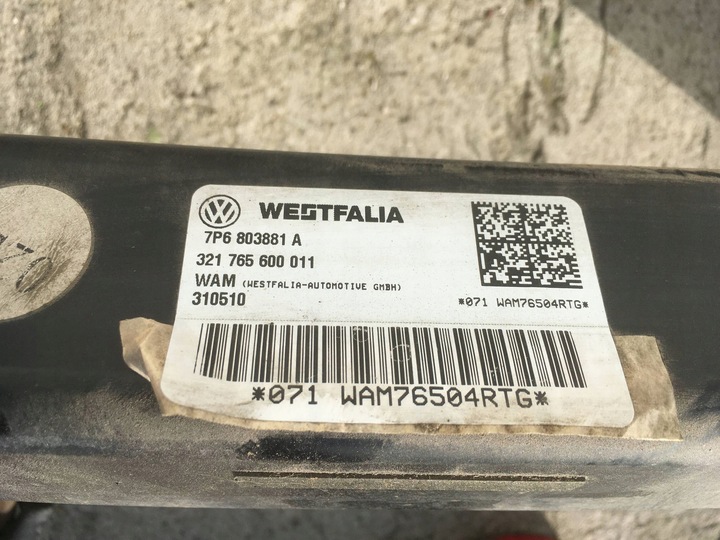 WESTFALIA
7P6 803881 A
321 765 600 011
WAM (WESTFALIA-AUTOMOTIVE GMBH)
310510
*071 WAM76504RTG*
*071 WAM76504RTG*